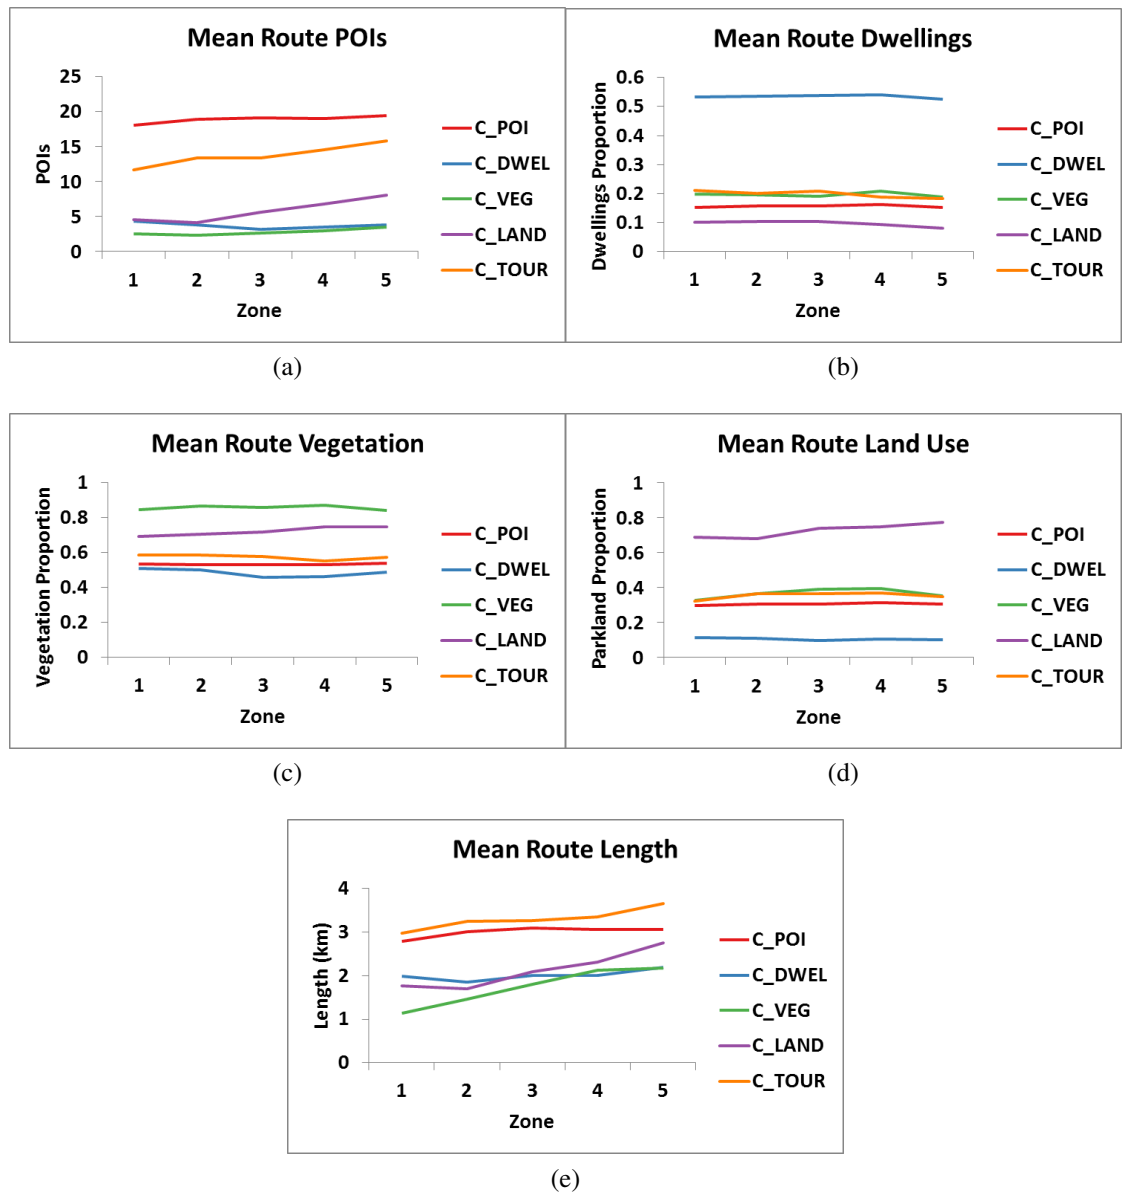 Mean Route POIs
POIs
25
20
15
10
5
0
1 2 3 4 5
Zone
C_POI
C_DWEL
C_VEG
C_LAND
C_TOUR
(a)
Mean Route Dwellings
Dwellings Proportion
0.6
0.5
0.4
0.3
0.2
0.1
0
1 2 3 4 5
Zone
C_POI
C_DWEL
C_VEG
C_LAND
C_TOUR
(b)
Mean Route Vegetation
Vegetation Proportion
1
0.8
0.6
0.4
0.2
0
1 2 3 4 5
Zone
C_POI
C_DWEL
C_VEG
C_LAND
C_TOUR
(c)
Mean Route Land Use
Parkland Proportion
1
0.8
0.6
0.4
0.2
0
1 2 3 4 5
Zone
C_POI
C_DWEL
C_VEG
C_LAND
C_TOUR
(d)
Mean Route Length
Length (km)
4
3
2
1
0
1 2 3 4 5
Zone
C_POI
C_DWEL
C_VEG
C_LAND
C_TOUR
(e)